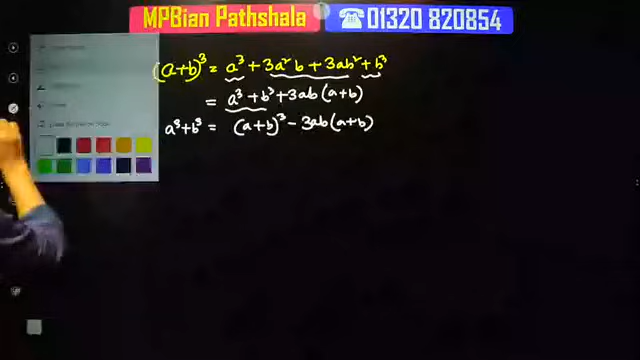 MPBian Pathshala
☎01320 820854
(a+b)³ = a³ + 3a²b + 3ab² + b³
= a³ + b³ + 3ab(a+b)
a³+b³ = (a+b)³ - 3ab(a+b)